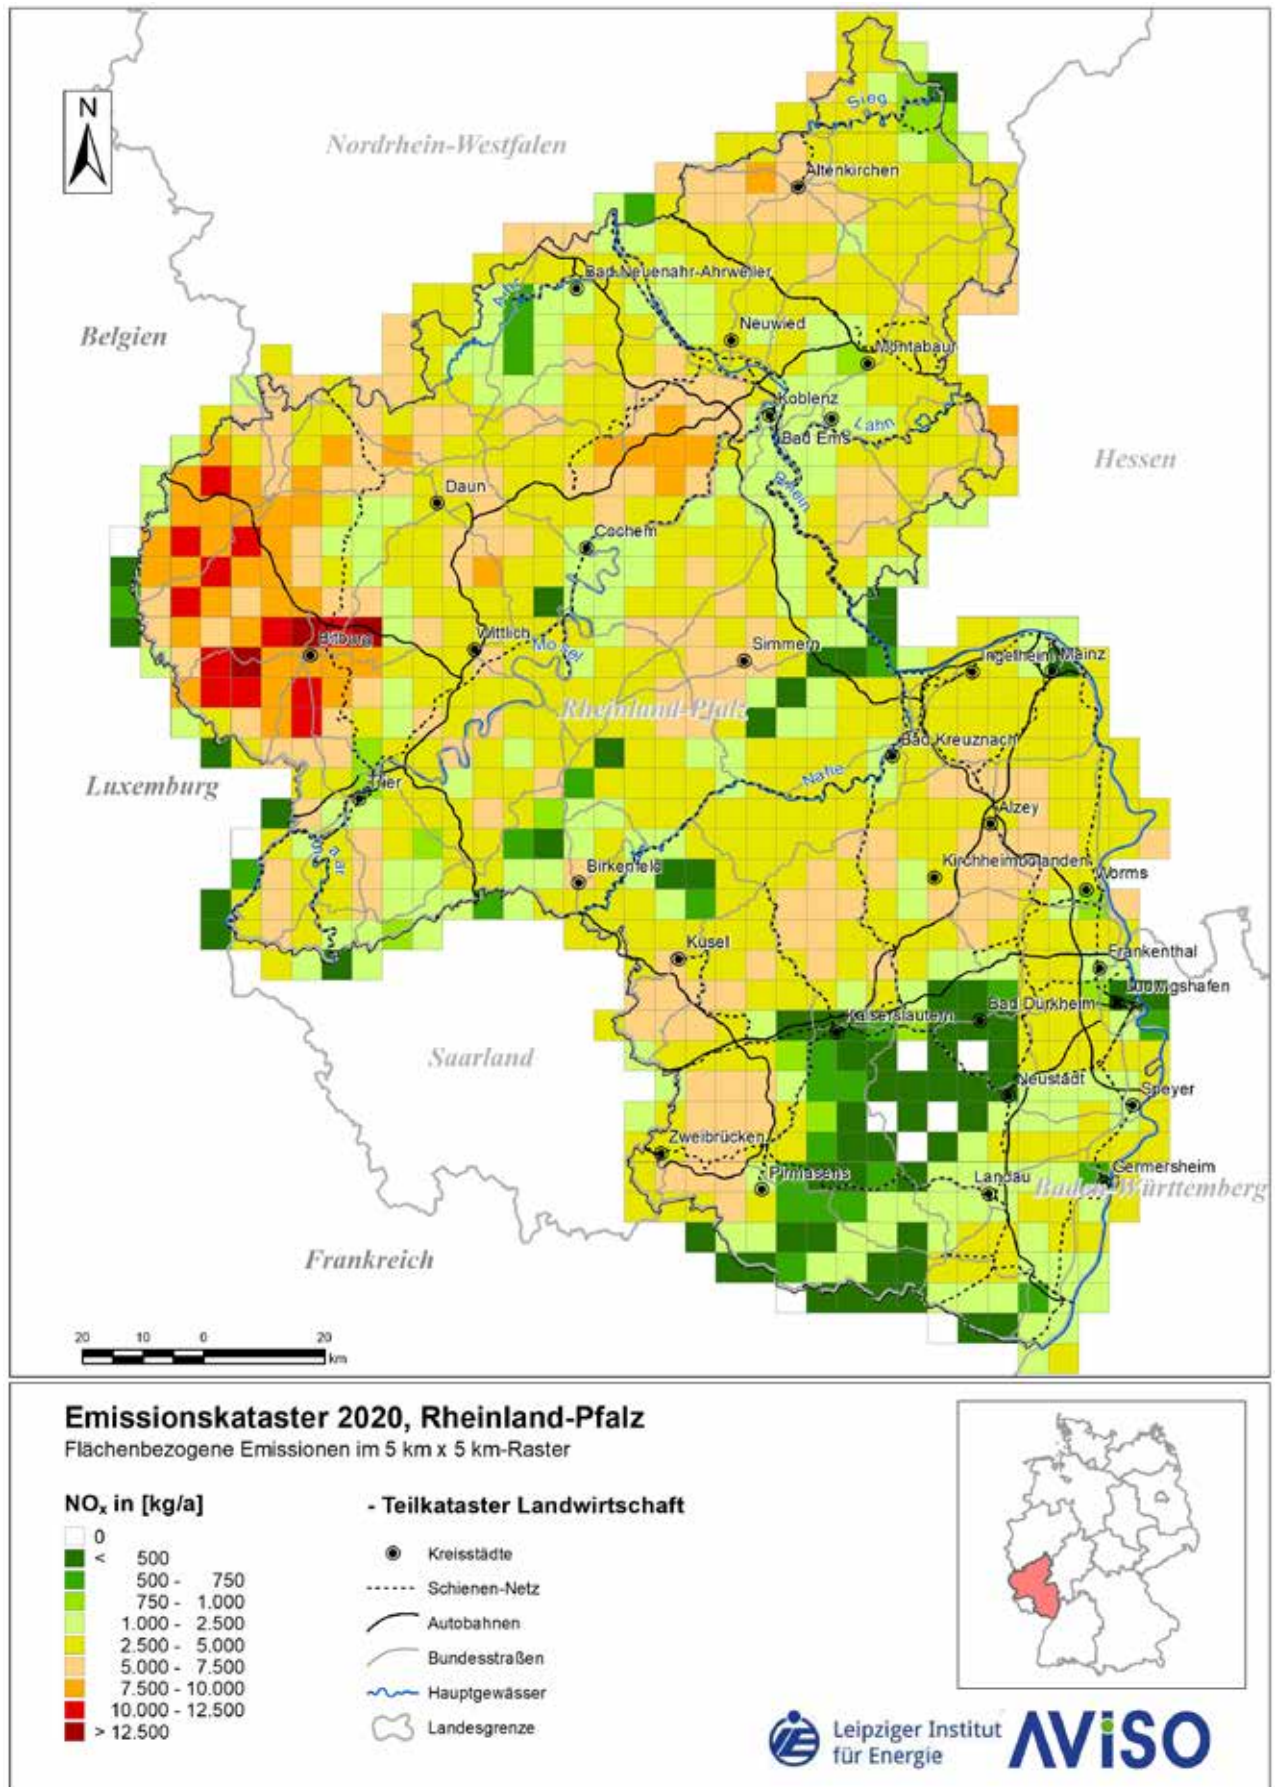 N
Nordrhein-Westfalen
Sieg
Altenkirchen
Bad Neuenahr-Ahrweiler
Ahr
Belgien
Neuwied
Montabaur
Koblenz
Lahn
Bad Ems
Hessen
Rhein
Daun
Cochem
Bitburg
Wittlich
Mosel
Simmern
Ingelheim
Mainz
Rheinland-Pfalz
Bad Kreuznach
Luxemburg
Trier
Nahe
Alzey
Saar
Birkenfeld
Kirchheimbolanden
Worms
Kusel
Frankenthal
Ludwigshafen
Kaiserslautern
Bad Dürkheim
Saarland
Neustadt
Speyer
Zweibrücken
Pirmasens
Landau
Germersheim
Baden-Württemberg
Frankreich
20 10 0 20
km
Emissionskataster 2020, Rheinland-Pfalz
Flächenbezogene Emissionen im 5 km x 5 km-Raster
NOx in [kg/a]
0
< 500
500 - 750
750 - 1.000
1.000 - 2.500
2.500 - 5.000
5.000 - 7.500
7.500 - 10.000
10.000 - 12.500
> 12.500
- Teilkataster Landwirtschaft
Kreisstädte
Schienen-Netz
Autobahnen
Bundesstraßen
Hauptgewässer
Landesgrenze
Leipziger Institut
für Energie
AViSO